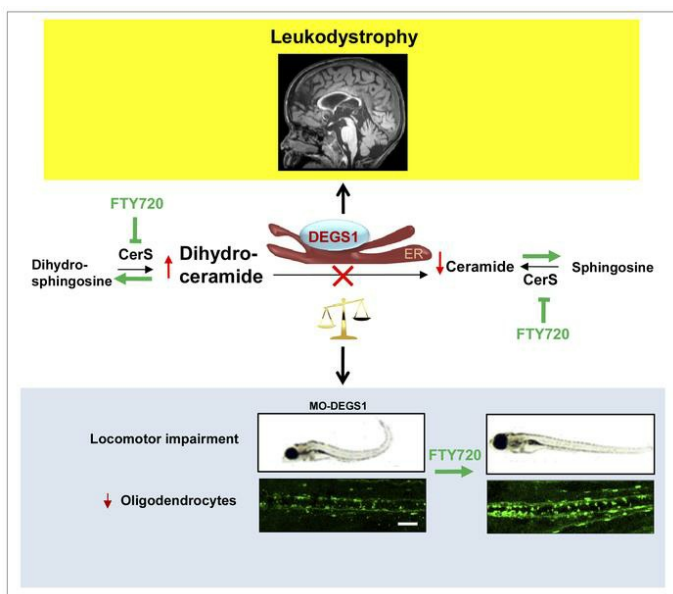 Leukodystrophy
FTY720
CerS
Dihydro-
sphingosine
Dihydro-
ceramide
DEGS1
ER
Ceramide
CerS
Sphingosine
FTY720
MO-DEGS1
Locomotor impairment
FTY720
Oligodendrocytes